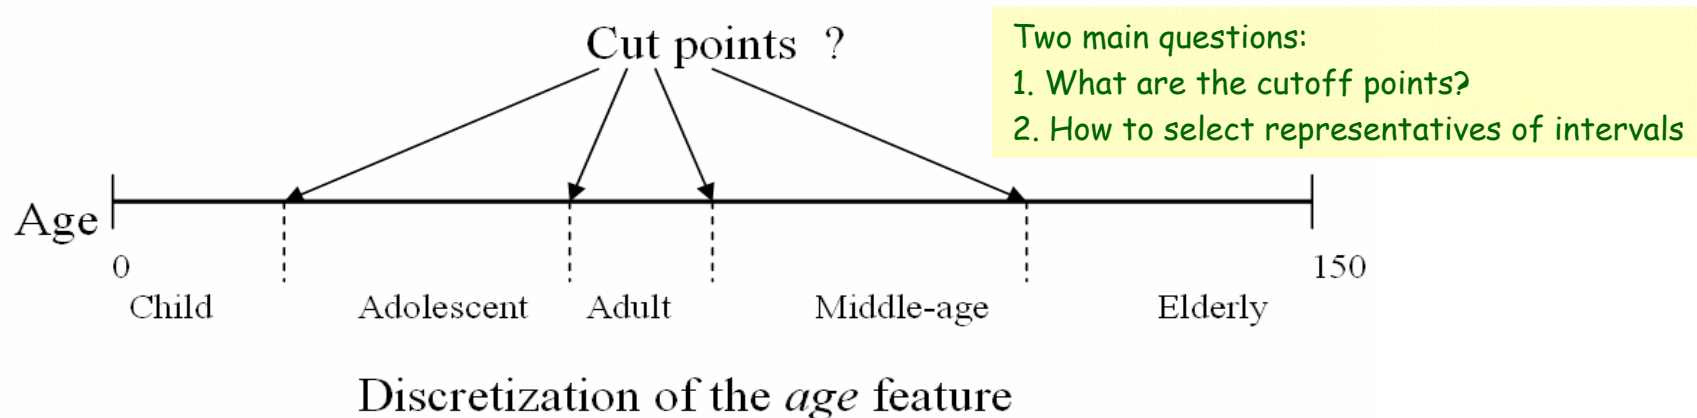 Cut points ?
Two main questions:
1. What are the cutoff points?
2. How to select representatives of intervals
Age
0
150
Child
Adolescent
Adult
Middle-age
Elderly
Discretization of the age feature